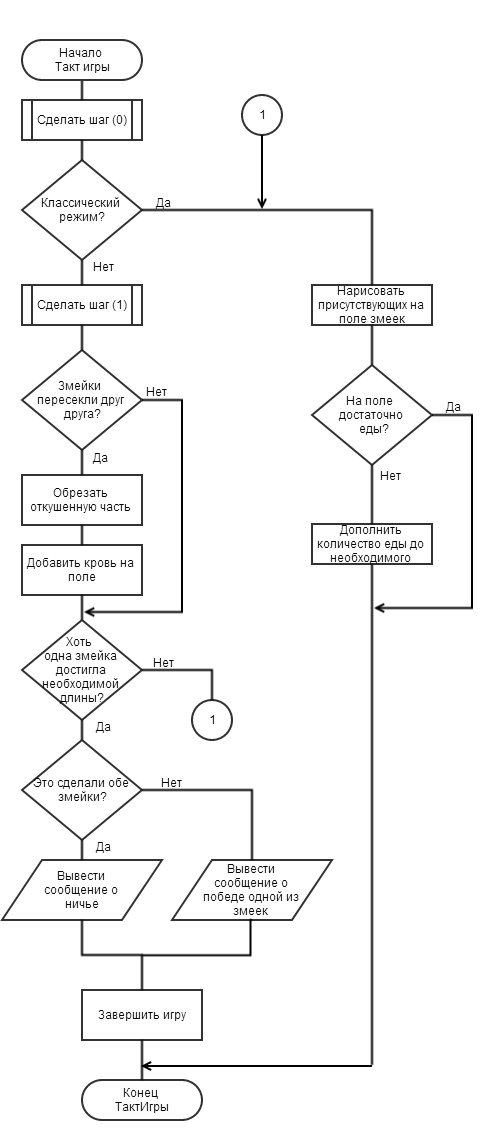 Начало
Такт игры
Сделать шаг (0)
1
Классический
режим?
Да
Нет
Сделать шаг (1)
Нарисовать
присутствующих на
поле змеек
Змейки
пересекли друг
друга?
Нет
Да
На поле
достаточно
еды?
Да
Нет
Обрезать
откушенную часть
Дополнить
количество еды до
необходимого
Добавить кровь на
поле
Хоть
одна змейка
достигла
необходимой
длины?
Нет
1
Да
Это сделали обе
змейки?
Нет
Да
Вывести
сообщение о
ничье
Вывести
сообщение о
победе одной из
змеек
Завершить игру
Конец
ТактИгры